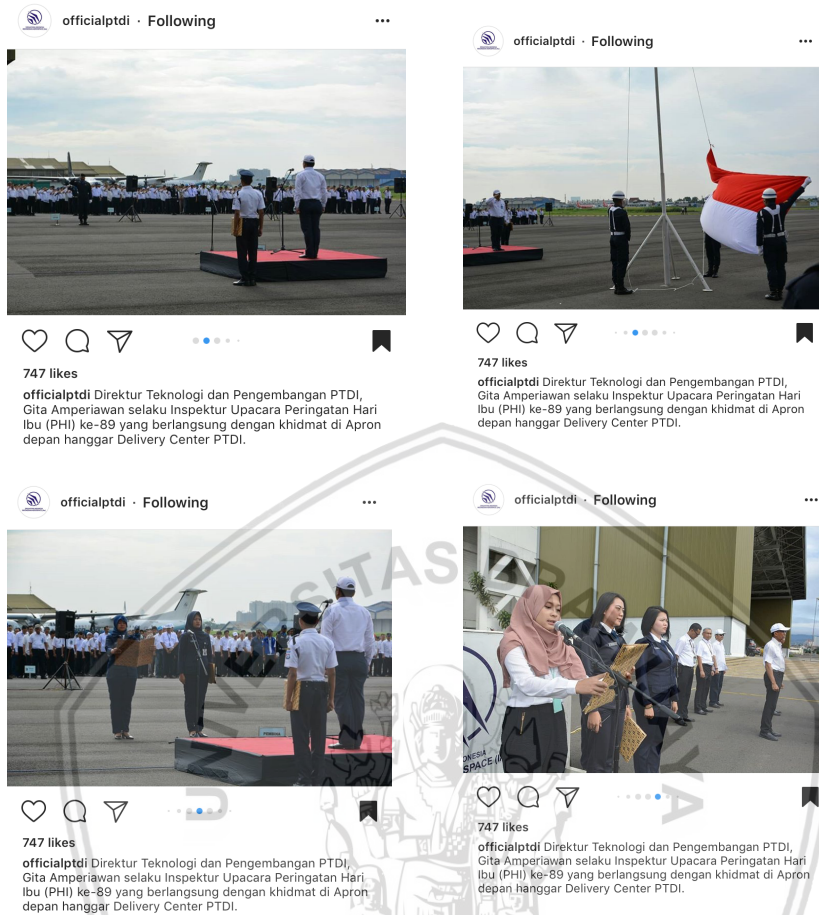 officialptdi · Following
747 likes
officialptdi Direktur Teknologi dan Pengembangan PTDI,
Gita Amperiawan selaku Inspektur Upacara Peringatan Hari
Ibu (PHI) ke-89 yang berlangsung dengan khidmat di Apron
depan hanggar Delivery Center PTDI.
officialptdi · Following
747 likes
officialptdi Direktur Teknologi dan Pengembangan PTDI,
Gita Amperiawan selaku Inspektur Upacara Peringatan Hari
Ibu (PHI) ke-89 yang berlangsung dengan khidmat di Apron
depan hanggar Delivery Center PTDI.
officialptdi · Following
747 likes
officialptdi Direktur Teknologi dan Pengembangan PTDI,
Gita Amperiawan selaku Inspektur Upacara Peringatan Hari
Ibu (PHI) ke-89 yang berlangsung dengan khidmat di Apron
depan hanggar Delivery Center PTDI.
officialptdi · Following
ONESIA
SPACE (I
747 likes
officialptdi Direktur Teknologi dan Pengembangan PTDI,
Gita Amperiawan selaku Inspektur Upacara Peringatan Hari
Ibu (PHI) ke-89 yang berlangsung dengan khidmat di Apron
depan hanggar Delivery Center PTDI.
UNIVERSITAS BRAWIJAYA